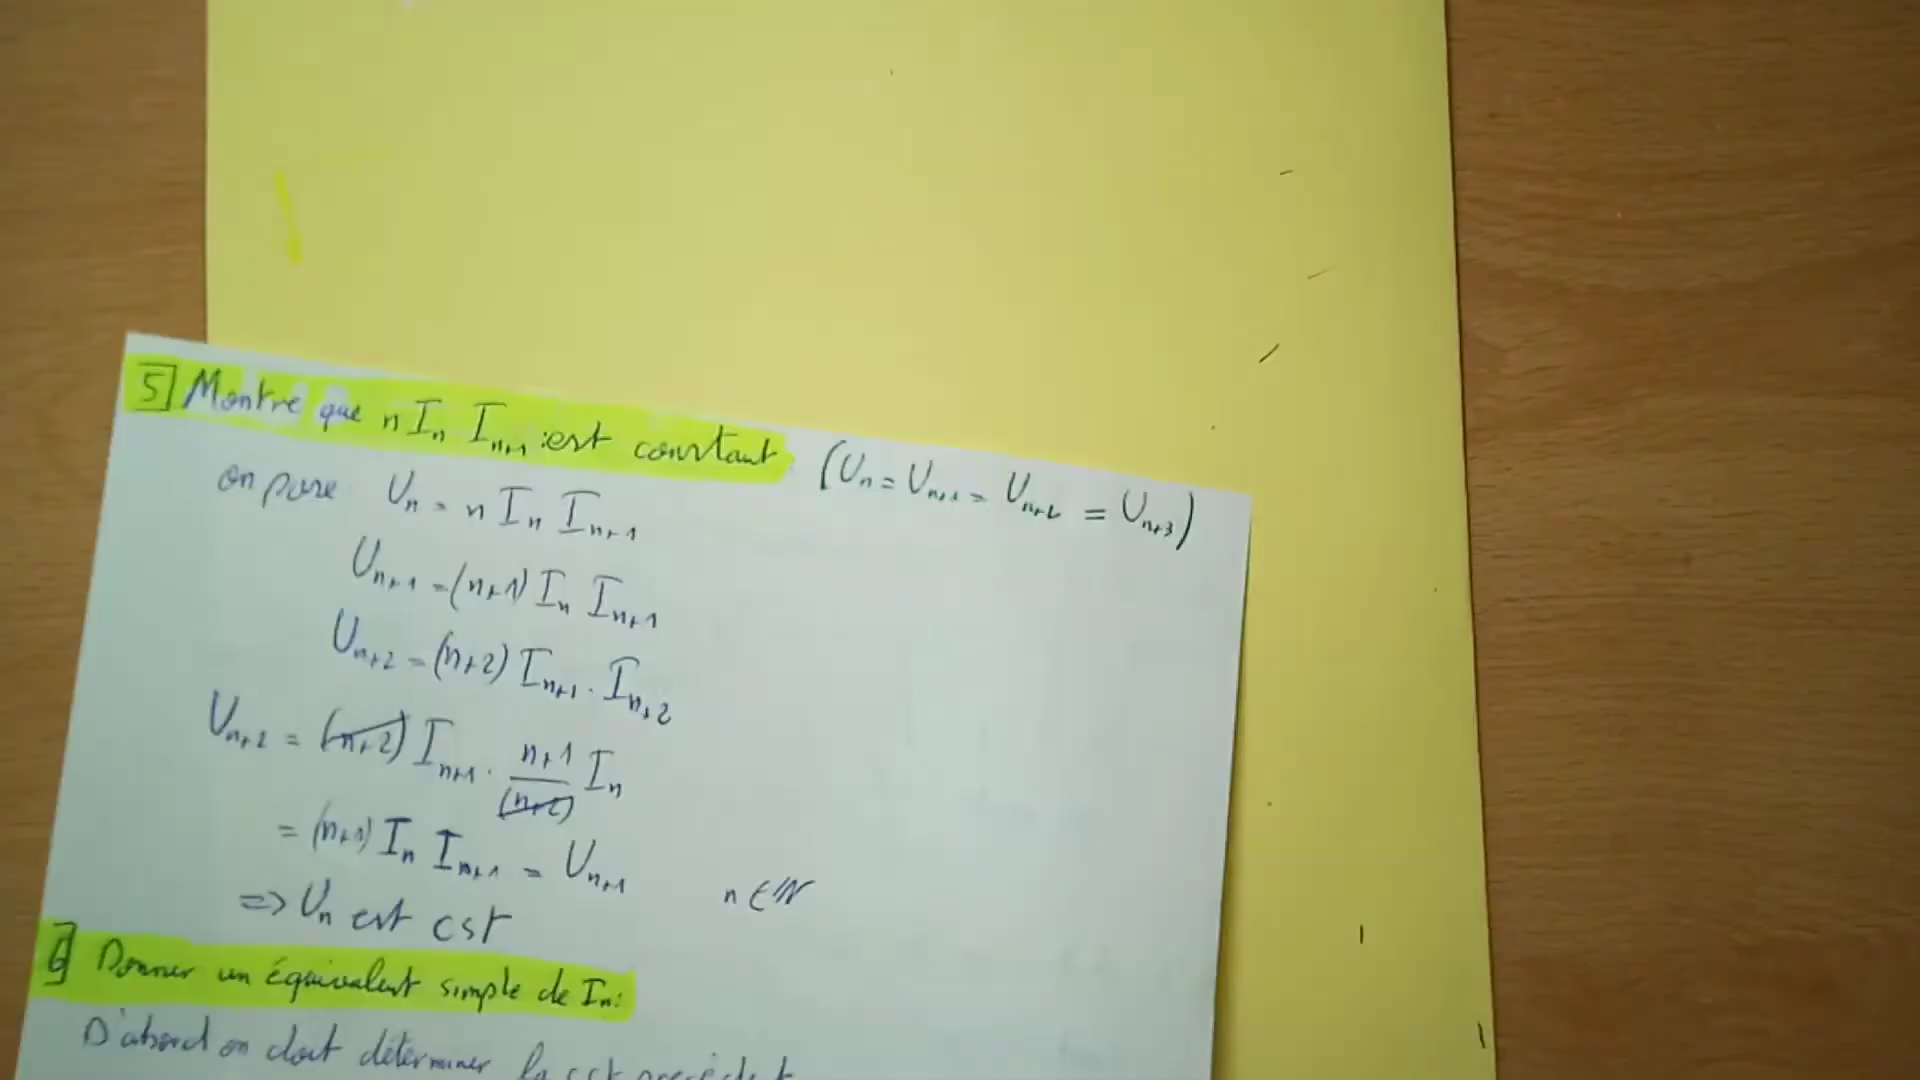 5] Montre que n Iₙ Iₙ₊₁ : est constant (Uₙ = Uₙ₊₁ = Uₙ₊₂ = Uₙ₊₃)
on pose Uₙ = n Iₙ Iₙ₊₁
Uₙ₊₁ = (n+1) Iₙ Iₙ₊₁
Uₙ₊₂ = (n+2) Iₙ₊₁ . Iₙ₊₂
Uₙ₊₂ = (n+2) Iₙ₊₁ . n+1/(n+2) Iₙ
= (n+1) Iₙ Iₙ₊₁ = Uₙ₊₁ n ∈ ℕ
=> Uₙ est cst
6] Donner un équivalent simple de Iₙ:
D'abord on doit déterminer la cst